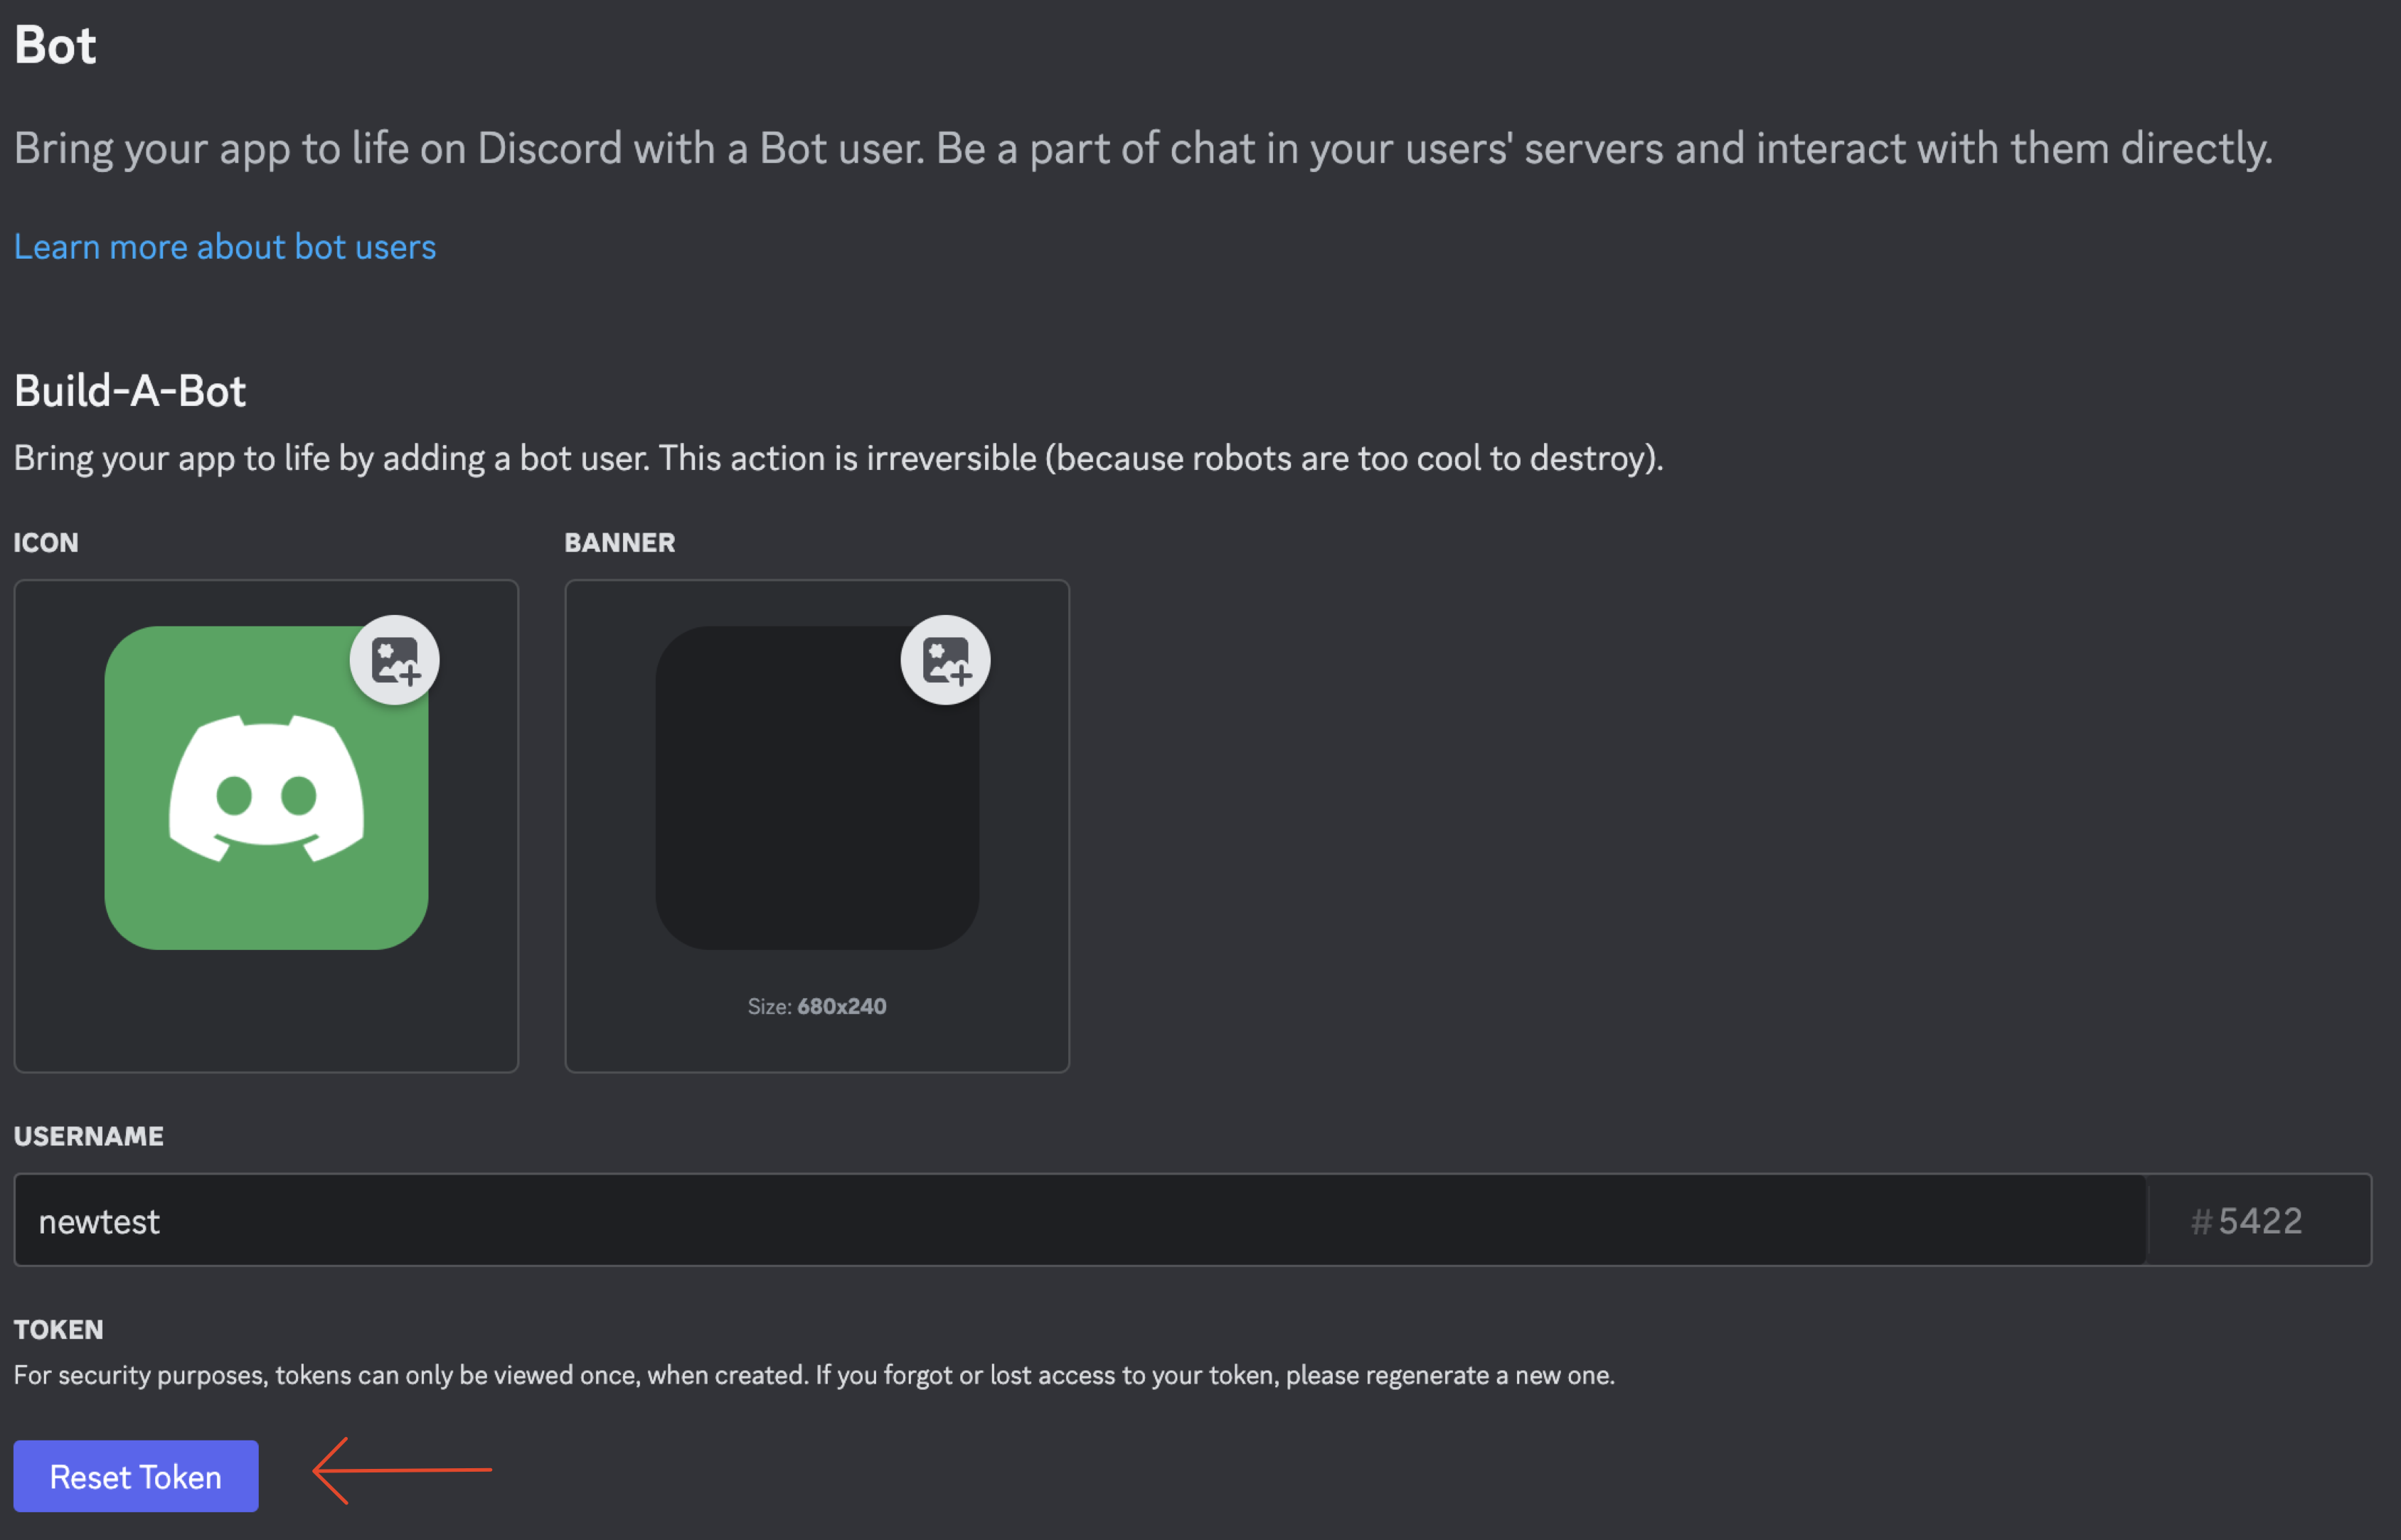 Bot
Bring your app to life on Discord with a Bot user. Be a part of chat in your users' servers and interact with them directly.
Learn more about bot users
Build-A-Bot
Bring your app to life by adding a bot user. This action is irreversible (because robots are too cool to destroy).
ICON
BANNER
Size: 680x240
USERNAME
newtest #5422
TOKEN
For security purposes, tokens can only be viewed once, when created. If you forgot or lost access to your token, please regenerate a new one.
Reset Token